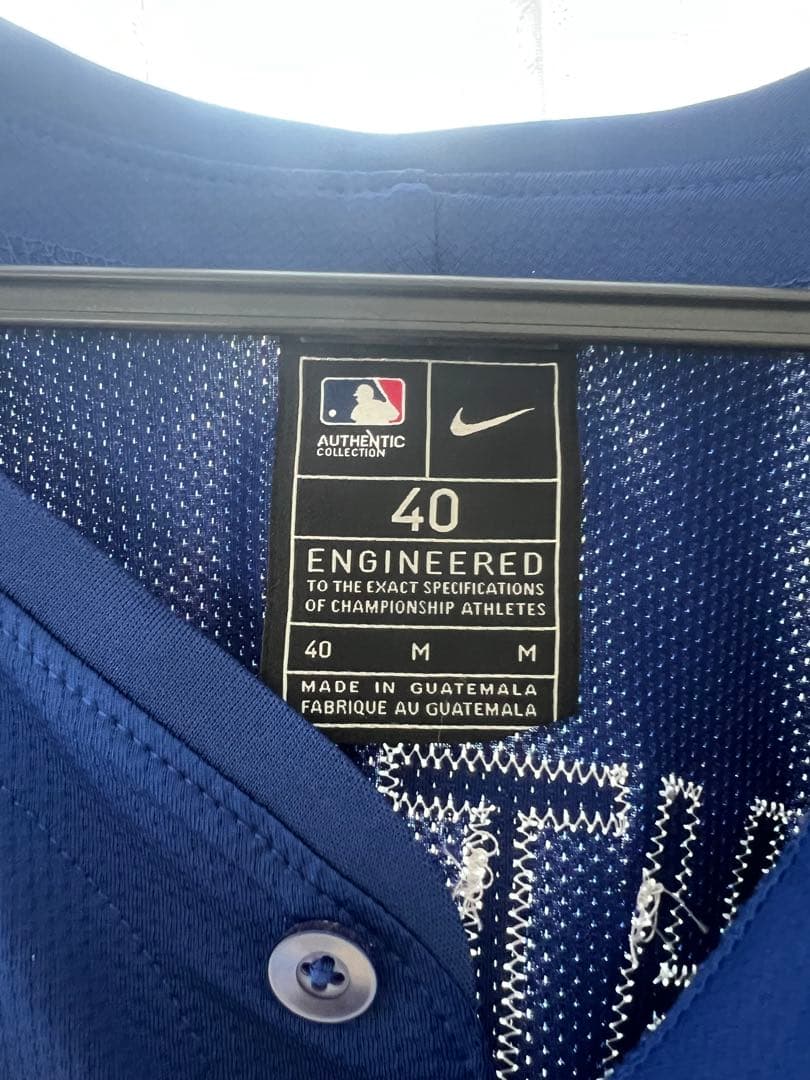 AUTHENTIC
COLLECTION
40
ENGINEERED
TO THE EXACT SPECIFICATIONS
OF CHAMPIONSHIP ATHLETES
40 M M
MADE IN GUATEMALA
FABRIQUE AU GUATEMALA